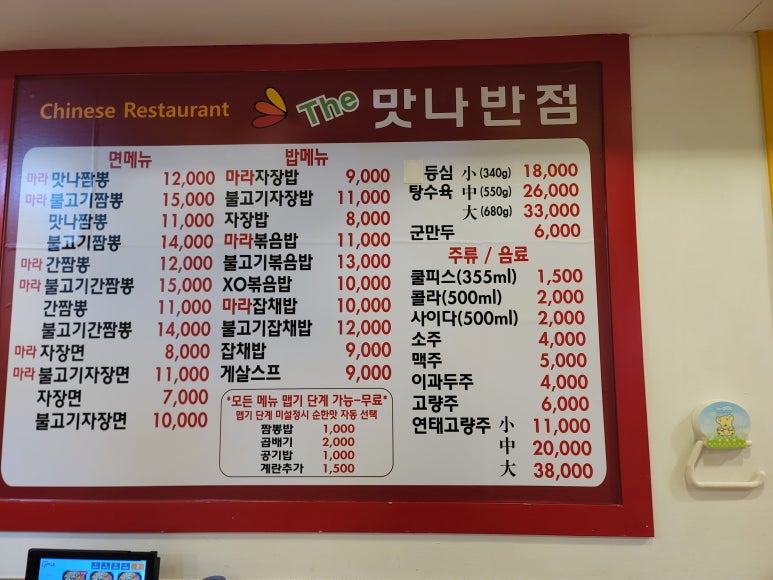 Chinese Restaurant The 맛나반점
면메뉴
마라 맛나짬뽕 12,000
마라 불고기짬뽕 15,000
맛나짬뽕 11,000
불고기짬뽕 14,000
마라 간짬뽕 12,000
마라 불고기간짬뽕 15,000
간짬뽕 11,000
불고기간짬뽕 14,000
마라 자장면 8,000
마라 불고기자장면 11,000
자장면 7,000
불고기자장면 10,000
밥메뉴
마라자장밥 9,000
불고기자장밥 11,000
자장밥 8,000
마라볶음밥 11,000
불고기볶음밥 13,000
XO볶음밥 10,000
마라잡채밥 10,000
불고기잡채밥 12,000
잡채밥 9,000
게살스프 9,000
*모든 메뉴 맵기 단계 가능-무료*
맵기 단계 미설정시 순한맛 자동 선택
짬뽕밥 1,000
곱배기 2,000
공기밥 1,000
계란추가 1,500
등심 小 (340g) 18,000
탕수육 中 (550g) 26,000
大 (680g) 33,000
군만두 6,000
주류 / 음료
쿨피스(355ml) 1,500
콜라(500ml) 2,000
사이다(500ml) 2,000
소주 4,000
맥주 5,000
이과두주 4,000
고량주 6,000
연태고량주 小 11,000
中 20,000
大 38,000